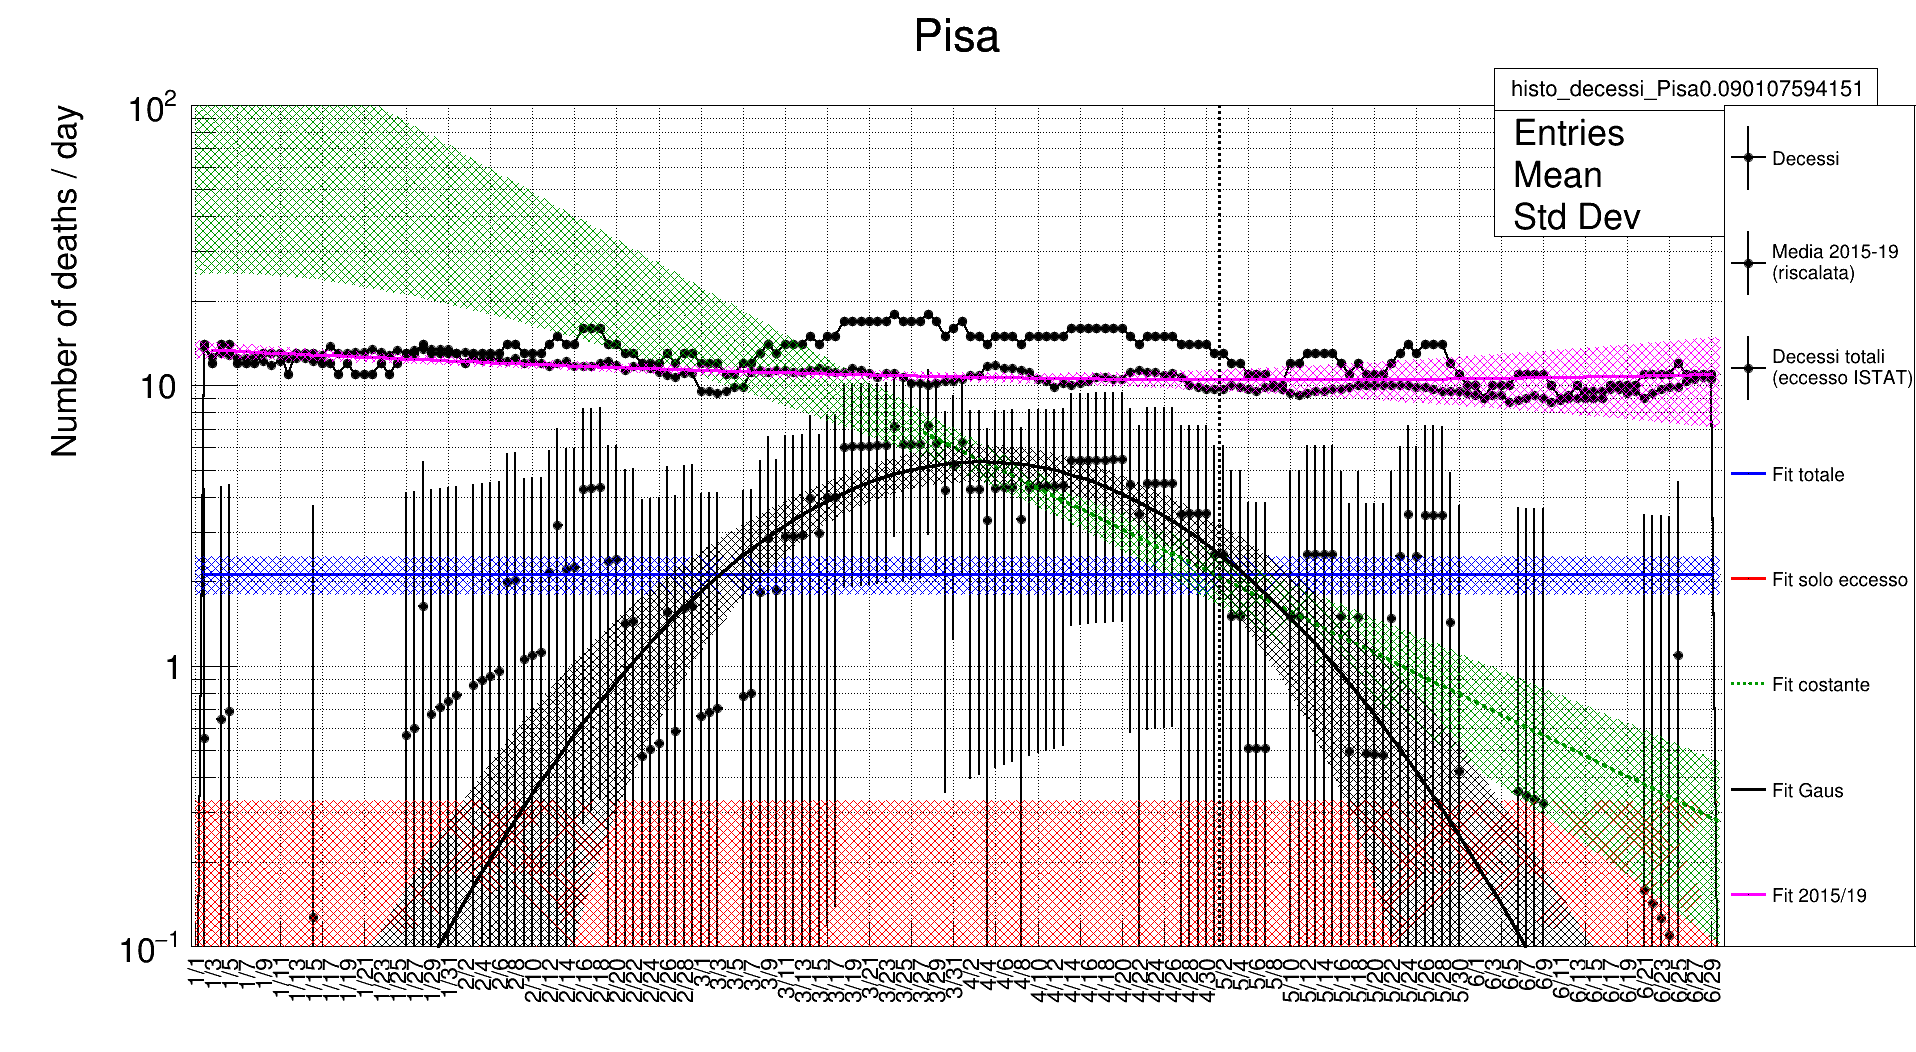 Pisa
histo_decessi_Pisa0.090107594151
Entries
Mean
Std Dev
Number of deaths / day
10²
10
1
10⁻¹
Decessi
Media 2015-19
(riscalata)
Decessi totali
(eccesso ISTAT)
Fit totale
Fit solo eccesso
Fit costante
Fit Gaus
Fit 2015/19
1/1 1/3 1/5 1/7 1/9 1/11 1/13 1/15 1/17 1/19 1/21 1/23 1/25 1/27 1/29 1/31 2/2 2/4 2/6 2/8 2/10 2/12 2/14 2/16 2/18 2/20 2/22 2/24 2/26 2/28 3/1 3/3 3/5 3/7 3/9 3/11 3/13 3/15 3/17 3/19 3/21 3/23 3/25 3/27 3/29 3/31 4/2 4/4 4/6 4/8 4/10 4/12 4/14 4/16 4/18 4/20 4/22 4/24 4/26 4/28 4/30 5/2 5/4 5/6 5/8 5/10 5/12 5/14 5/16 5/18 5/20 5/22 5/24 5/26 5/28 5/30 6/1 6/3 6/5 6/7 6/9 6/11 6/13 6/15 6/17 6/19 6/21 6/23 6/25 6/27 6/29